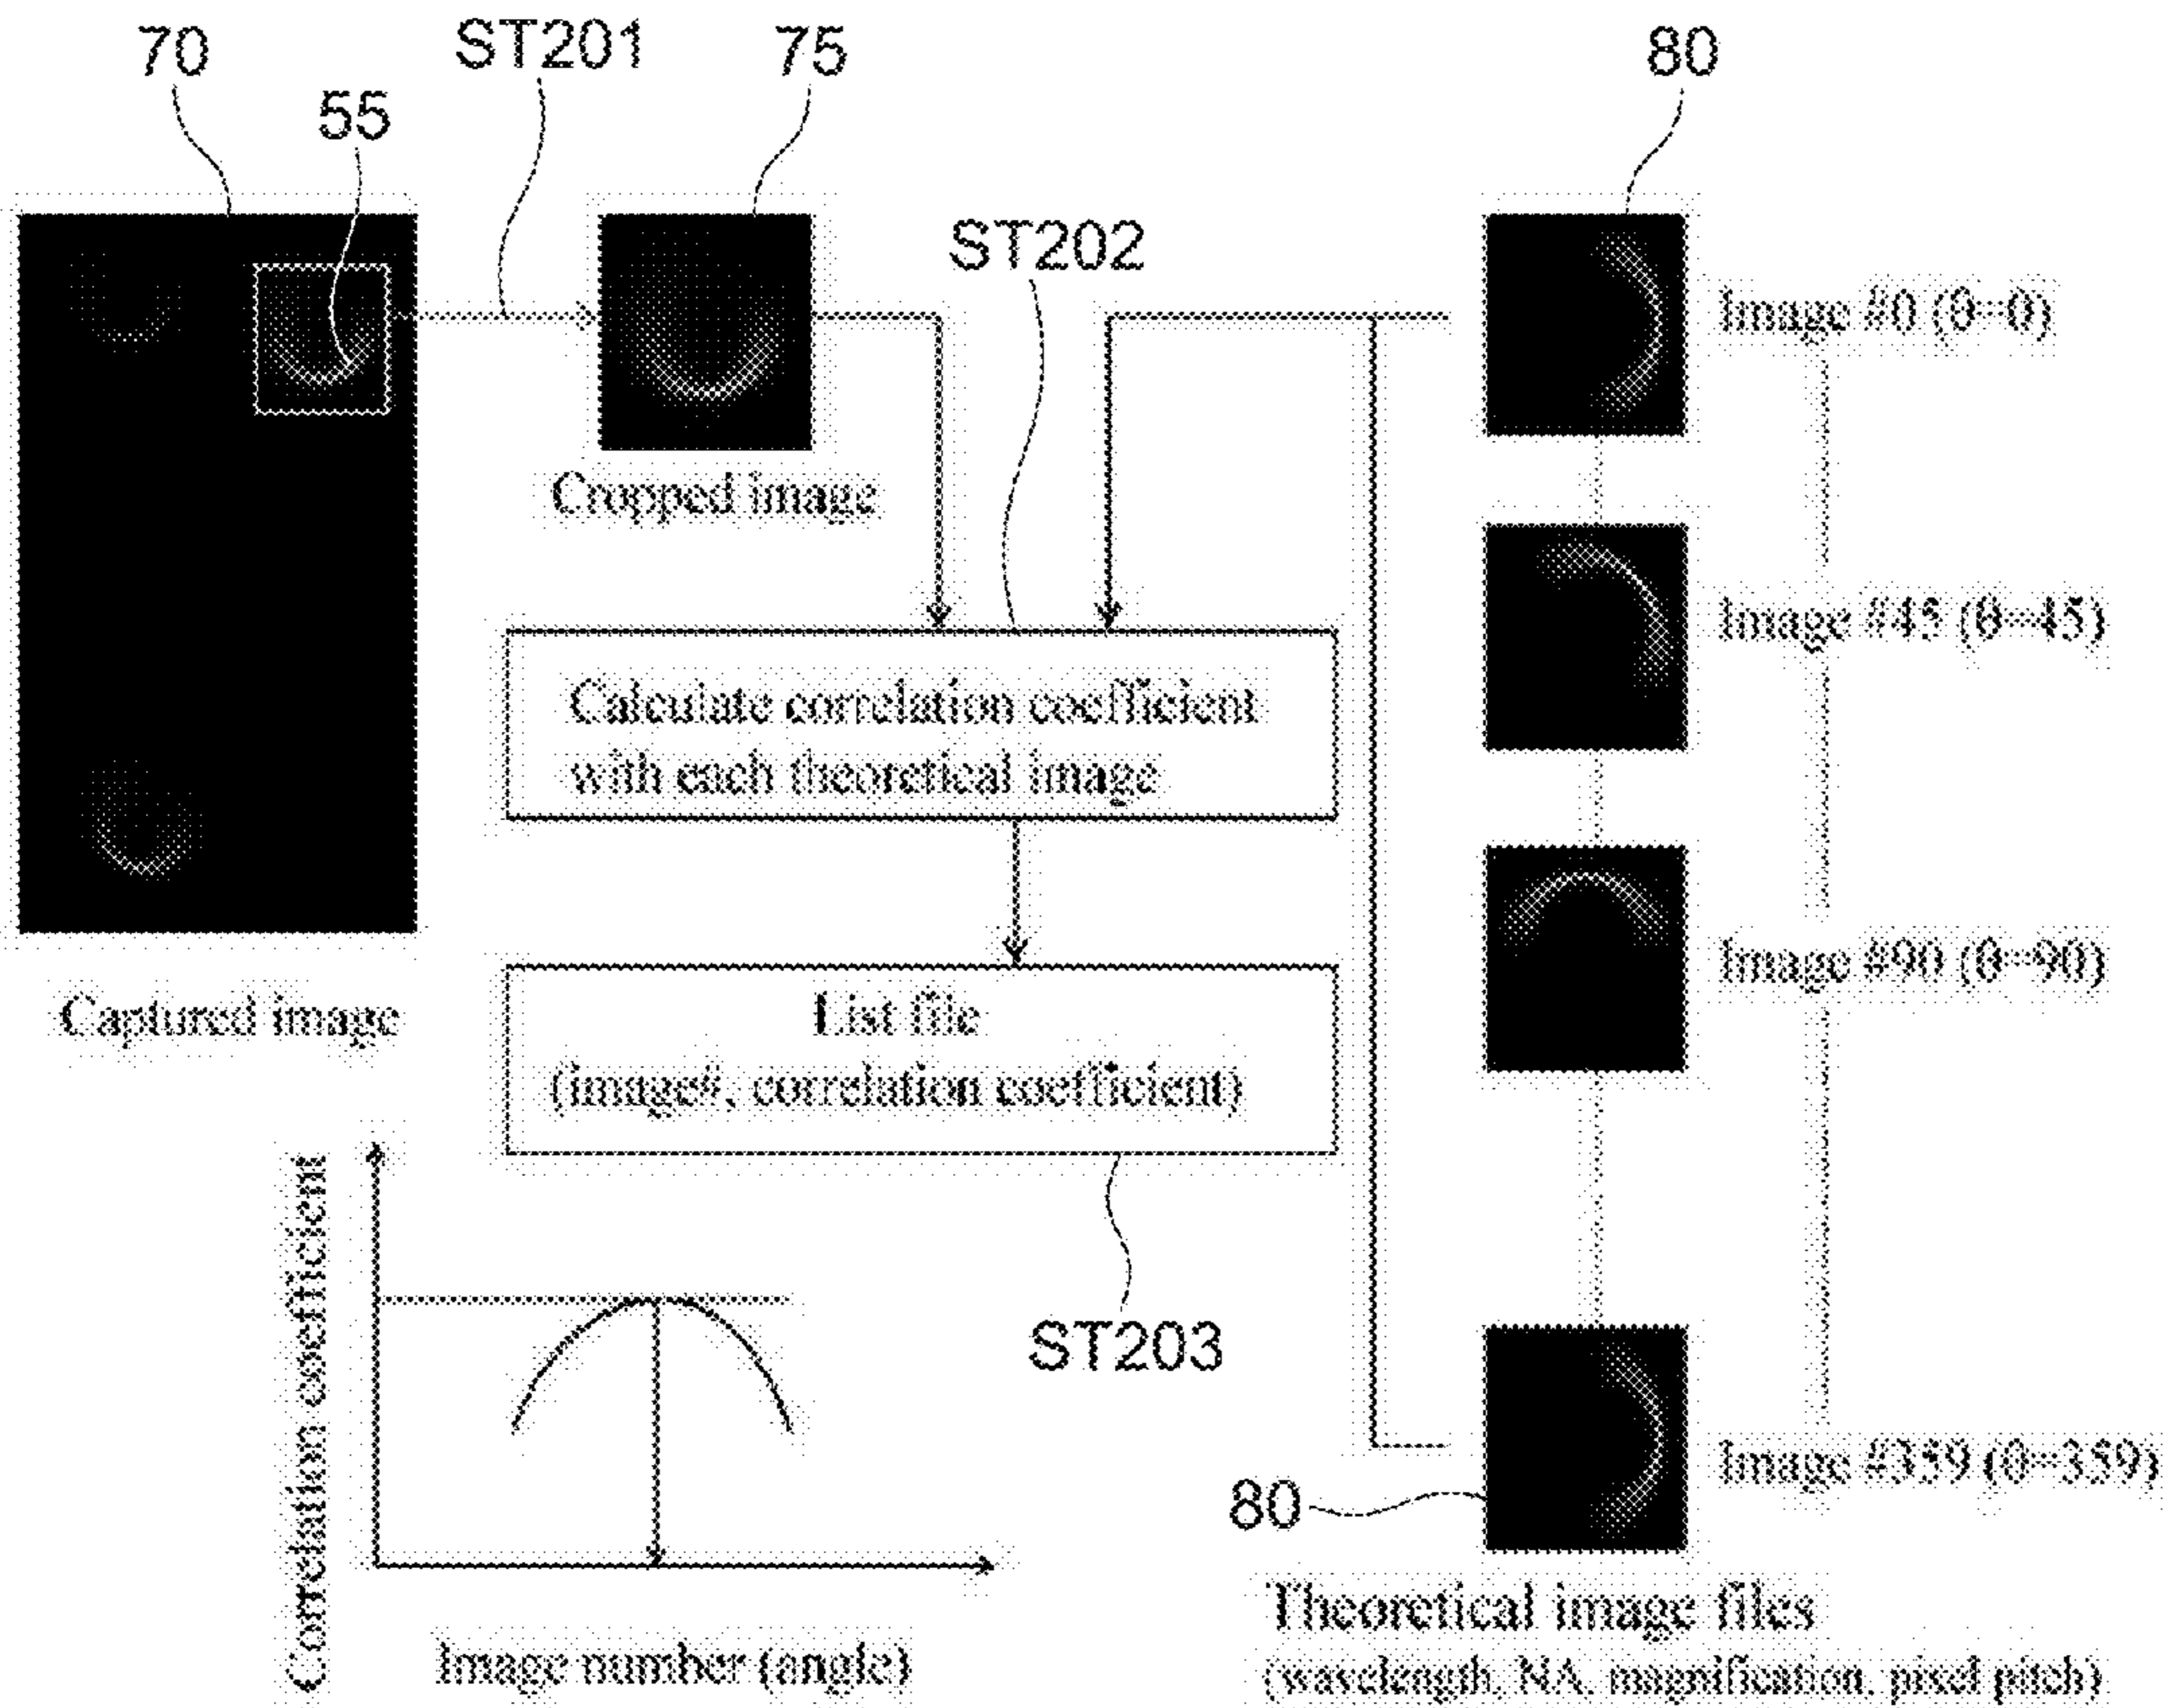 70
ST201
75
80
55
ST202
Image #0 (θ=0)
Cropped image
Image #45 (θ=45)
Calculate correlation coefficient
with each theoretical image
Image #90 (θ=90)
Captured image
List file
(image#, correlation coefficient)
Correlation coefficient
ST203
Image #359 (θ=359)
80
Theoretical image files
Image number (angle)
(wavelength, NA, magnification, pixel pitch)